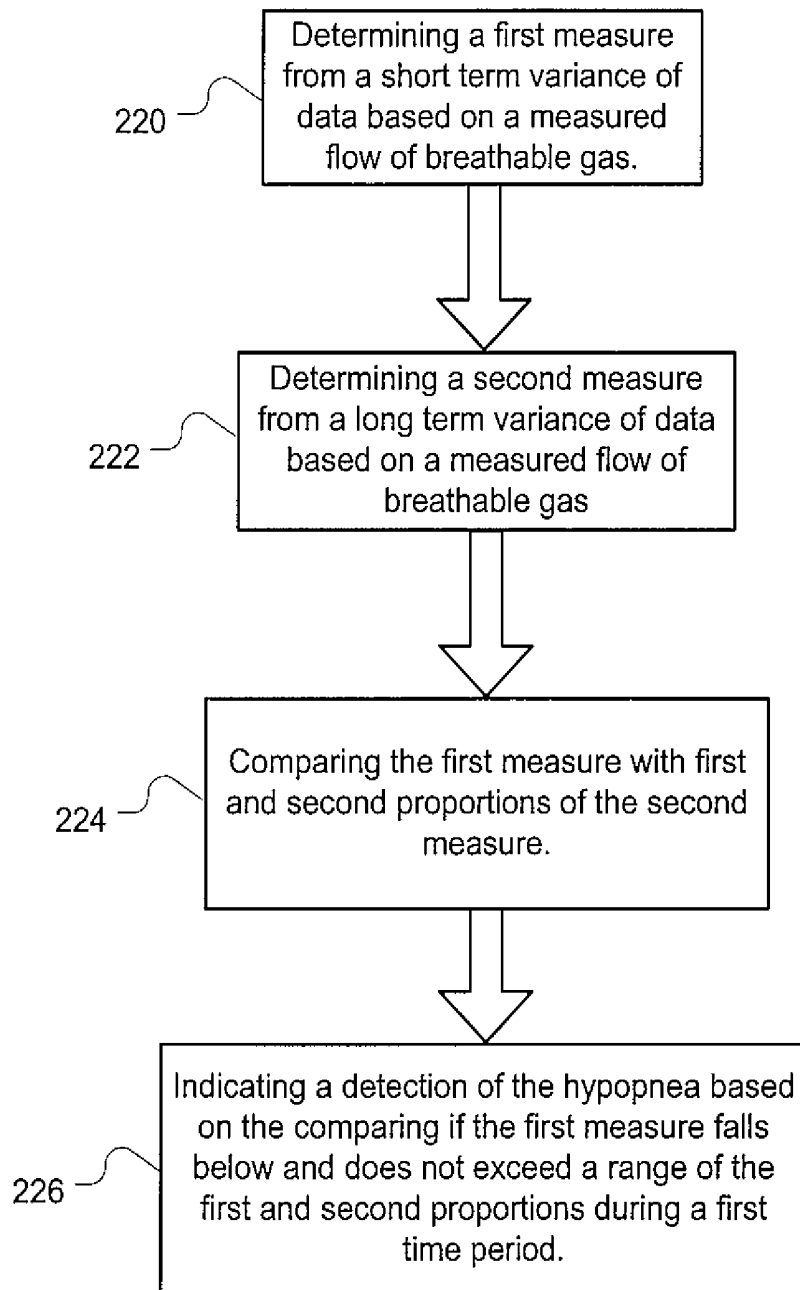 Determining a first measure
from a short term variance of
data based on a measured
flow of breathable gas.
220
Determining a second measure
from a long term variance of data
based on a measured flow of
breathable gas
222
Comparing the first measure with first
and second proportions of the second
measure.
224
Indicating a detection of the hypopnea based
on the comparing if the first measure falls
below and does not exceed a range of the
first and second proportions during a first
time period.
226